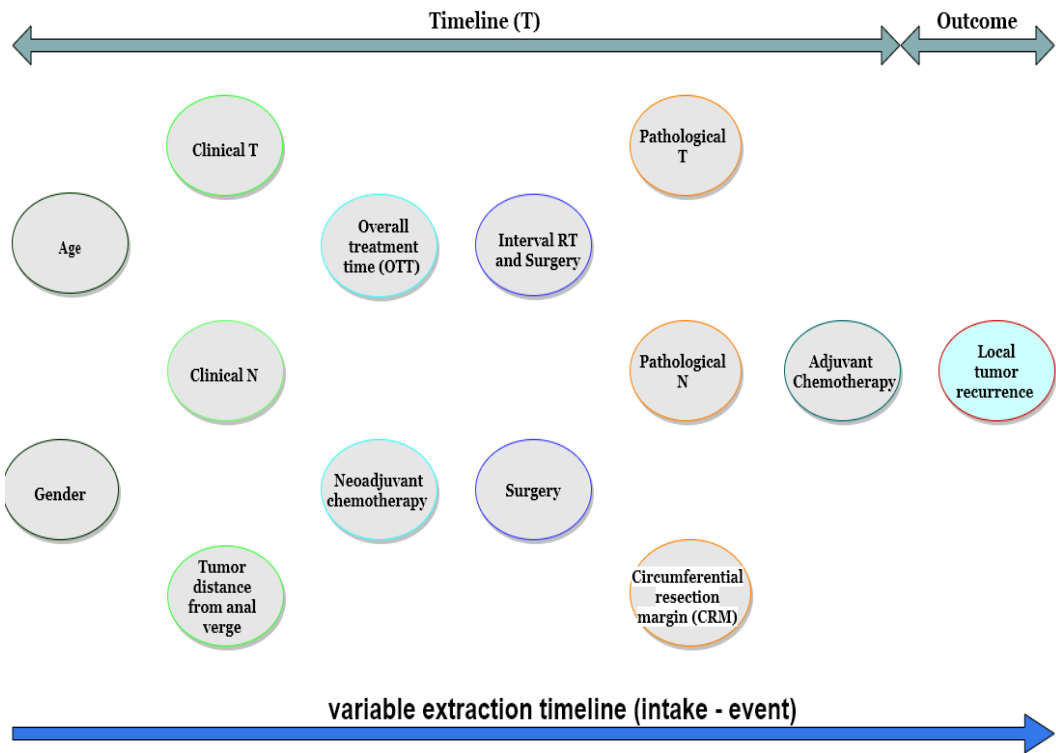 Timeline (T)
Outcome
Clinical T
Pathological
T
Age
Overall
treatment
time (OTT)
Interval RT
and Surgery
Clinical N
Pathological
N
Adjuvant
Chemotherapy
Local
tumor
recurrence
Gender
Neoadjuvant
chemotherapy
Surgery
Tumor
distance
from anal
verge
Circumferential
resection
margin (CRM)
variable extraction timeline (intake - event)